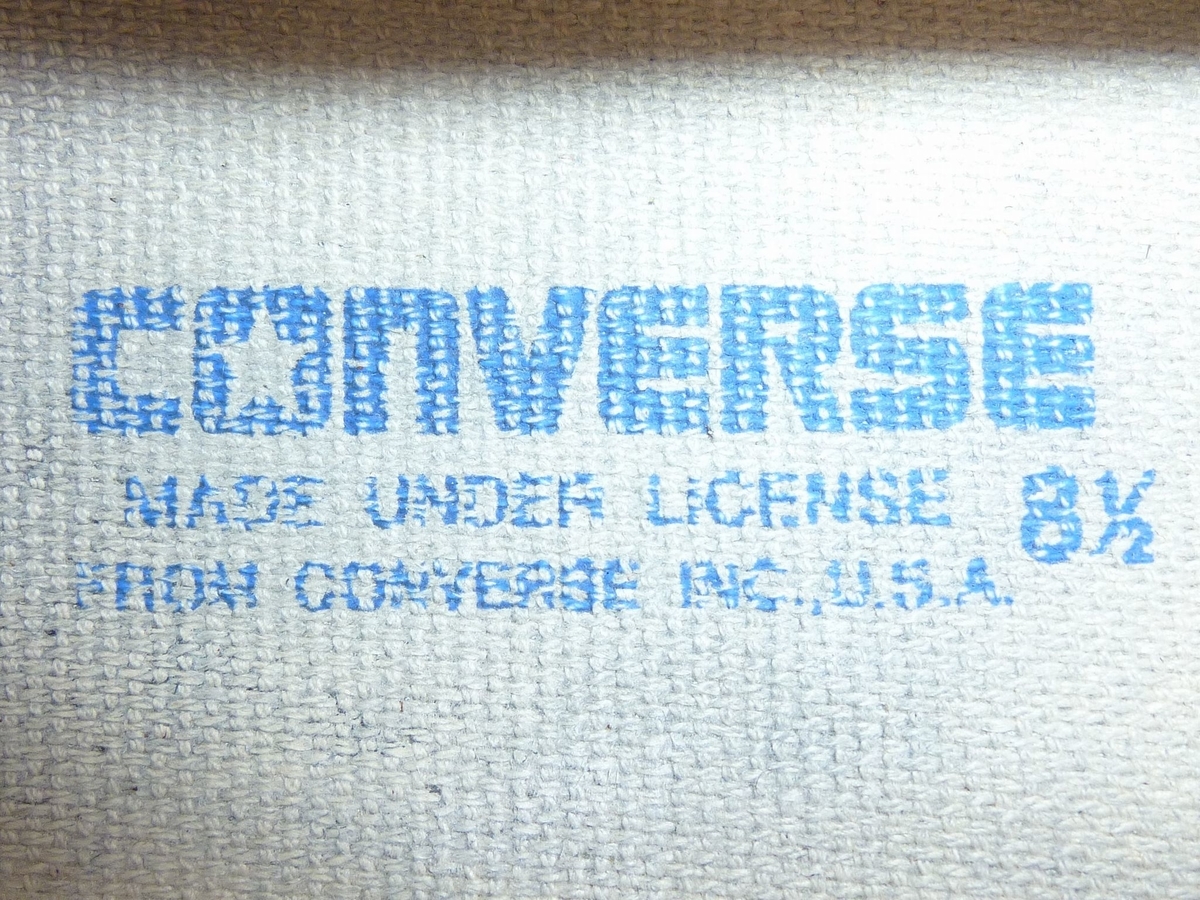 CONVERSE
MADE UNDER LICENSE 8½
FROM CONVERSE INC.,U.S.A.